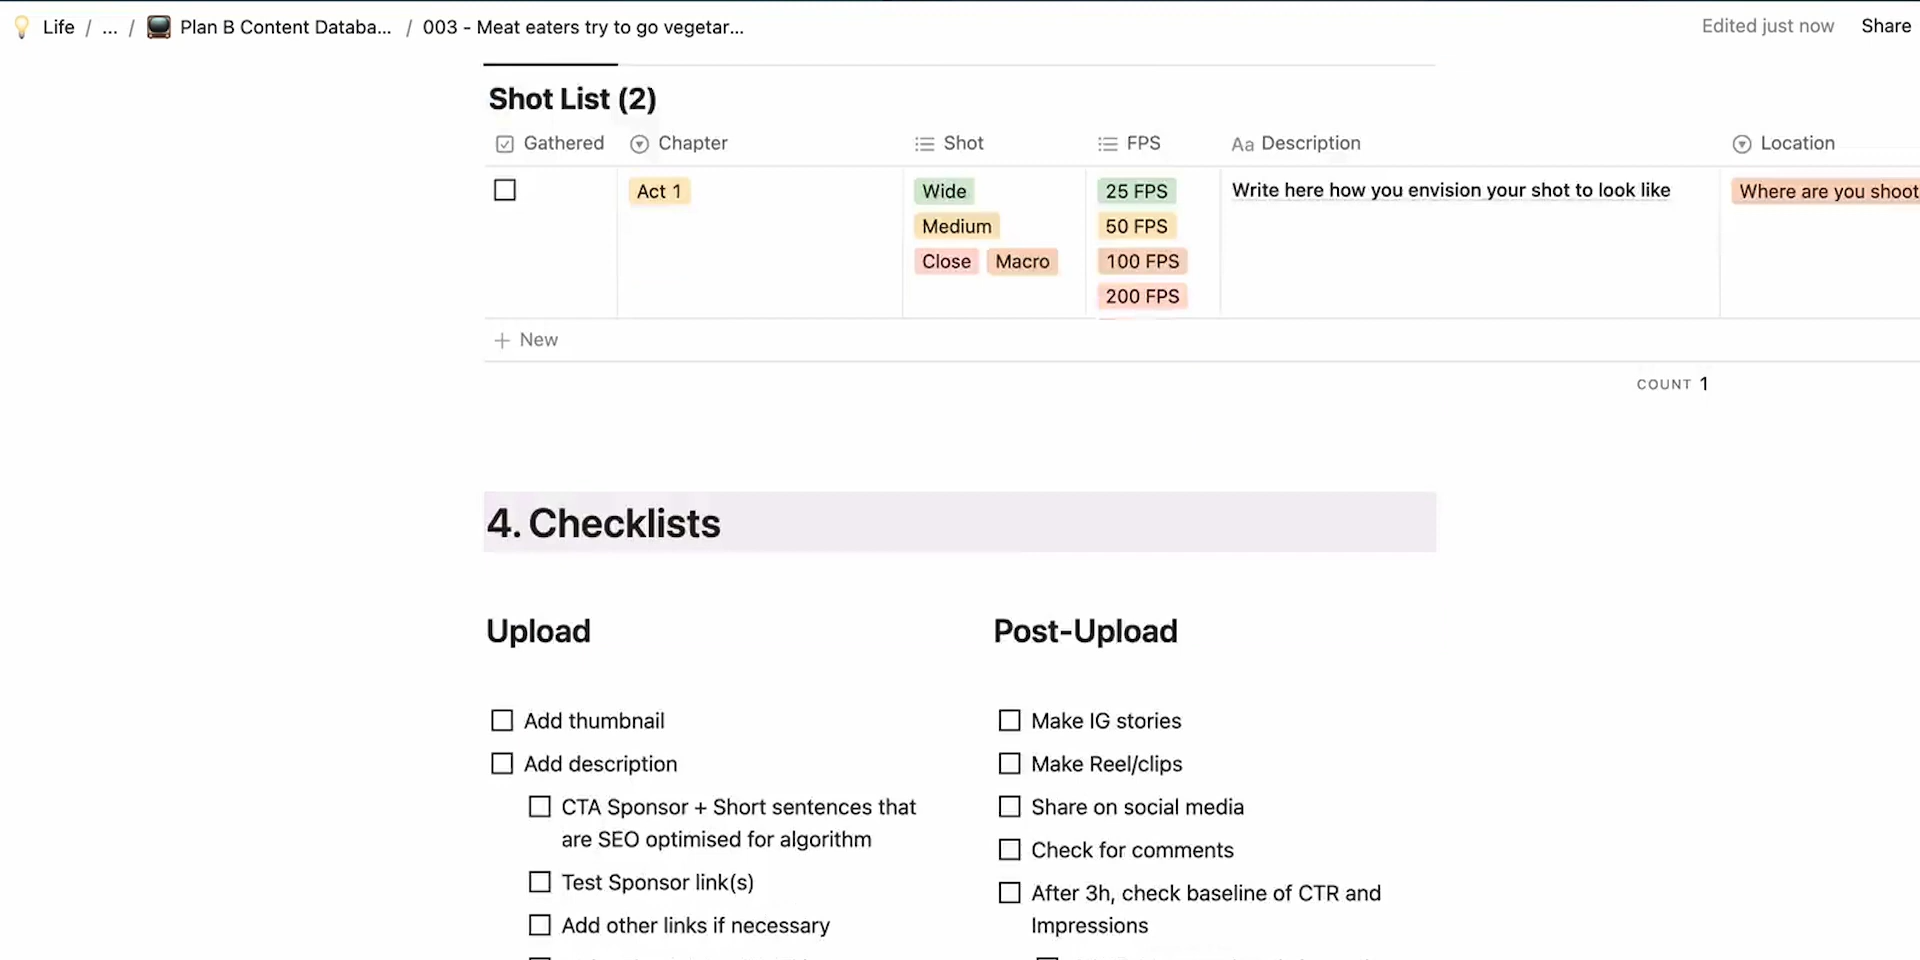 Life / ... / Plan B Content Databa... / 003 - Meat eaters try to go vegetar...
Edited just now Share
Shot List (2)
Gathered Chapter Shot FPS Description Location
Act 1 Wide 25 FPS Write here how you envision your shot to look like Where are you shoot
Medium 50 FPS
Close Macro 100 FPS
200 FPS
+ New
COUNT 1
4. Checklists
Upload
Add thumbnail
Add description
CTA Sponsor + Short sentences that
are SEO optimised for algorithm
Test Sponsor link(s)
Add other links if necessary
Post-Upload
Make IG stories
Make Reel/clips
Share on social media
Check for comments
After 3h, check baseline of CTR and
Impressions